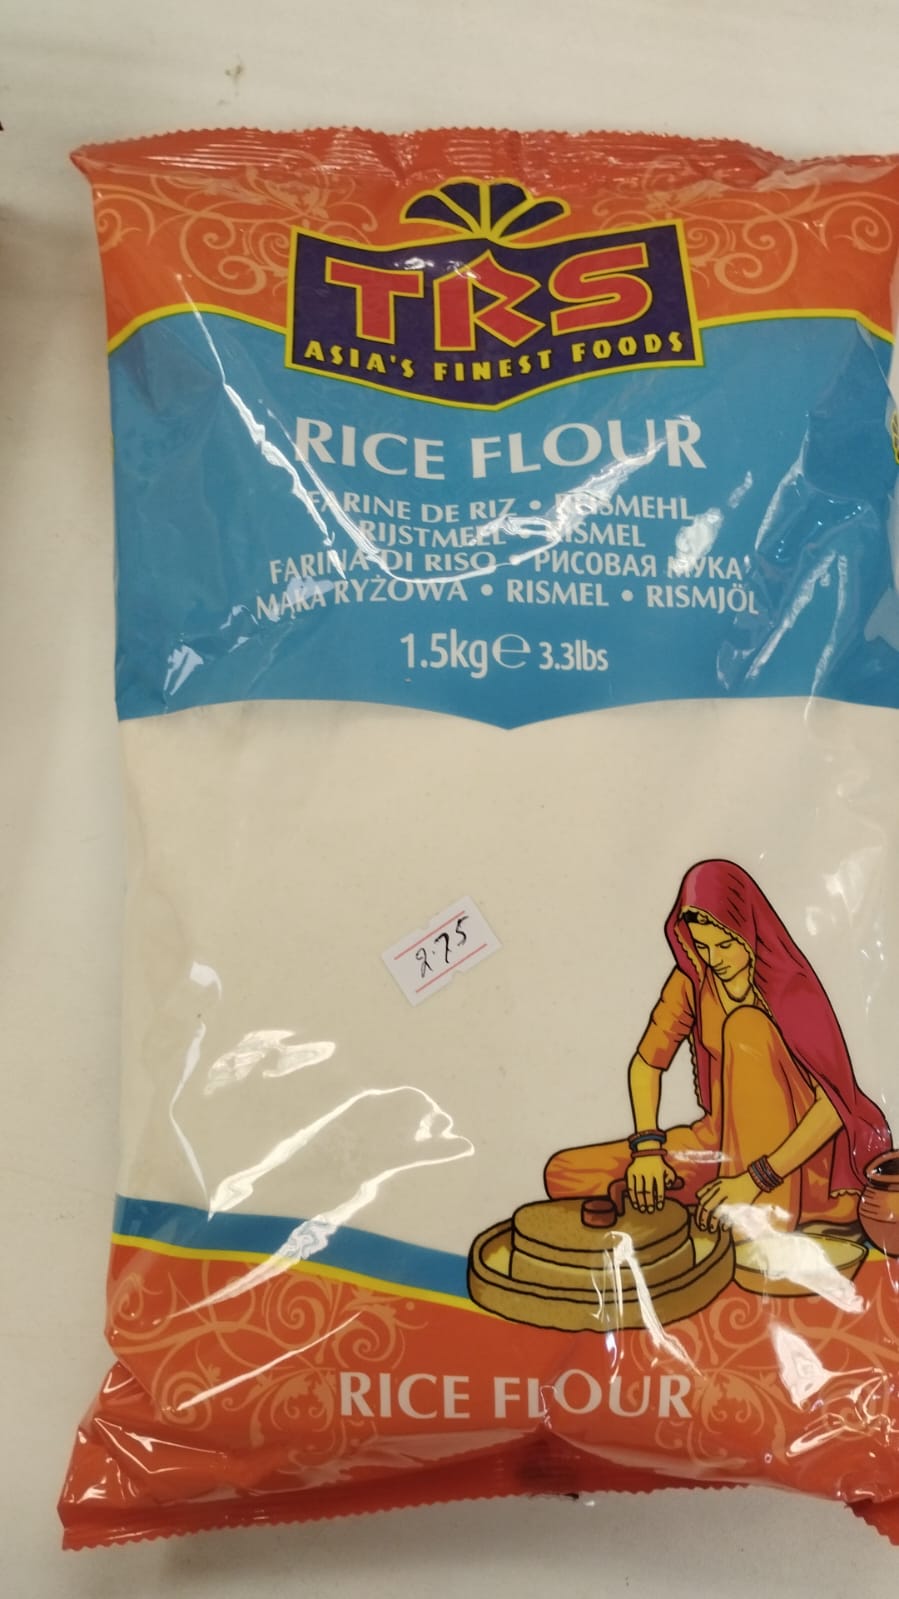 TRS
ASIA'S FINEST FOODS
RICE FLOUR
FARINE DE RIZ • REISMEHL
RIJSTMEEL • RISMEL
FARINA DI RISO • РИСОВАЯ МУКА
MĄKA RYŻOWA • RISMEL • RISMJÖL
1.5kg℮ 3.3lbs
2.75
RICE FLOUR